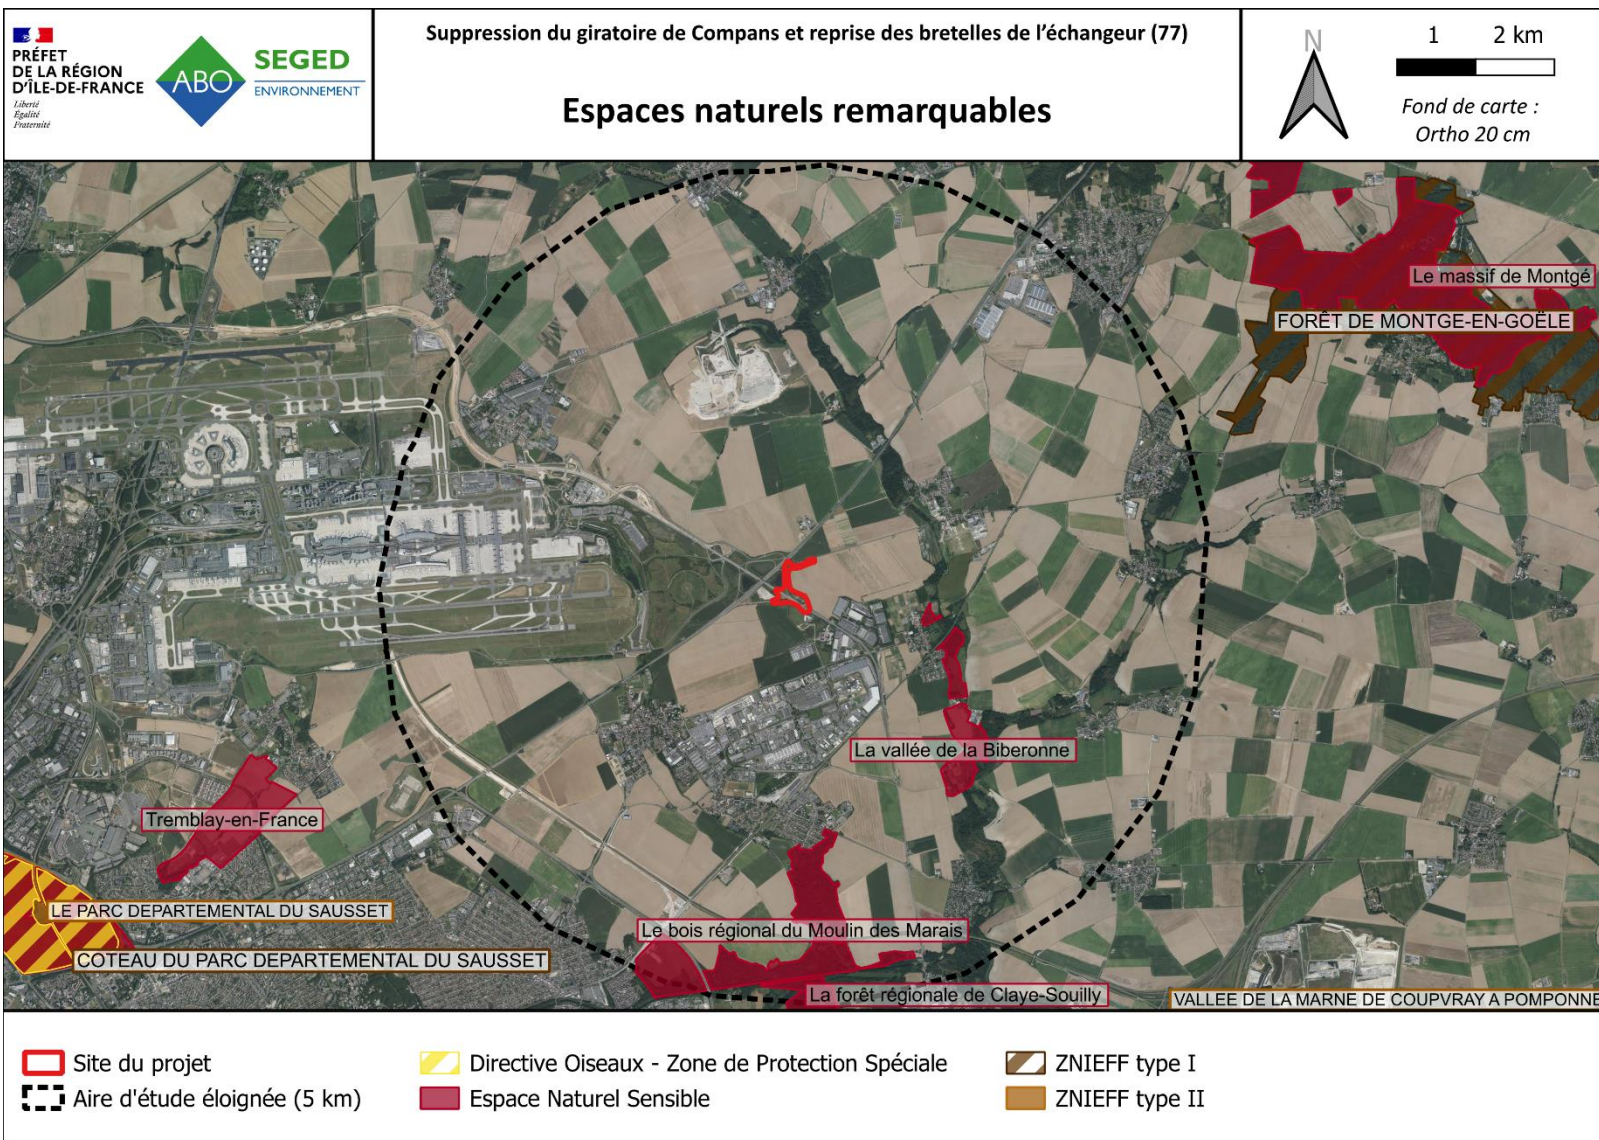 PRÉFET
DE LA RÉGION
D'ÎLE-DE-FRANCE
Liberté
Égalité
Fraternité
ABO
SEGED
ENVIRONNEMENT
Suppression du giratoire de Compans et reprise des bretelles de l'échangeur (77)
Espaces naturels remarquables
N
1 2 km
Fond de carte :
Ortho 20 cm
Le massif de Montgé
FORÊT DE MONTGE-EN-GOËLE
La vallée de la Biberonne
Tremblay-en-France
LE PARC DEPARTEMENTAL DU SAUSSET
COTEAU DU PARC DEPARTEMENTAL DU SAUSSET
Le bois régional du Moulin des Marais
La forêt régionale de Claye-Souilly
VALLEE DE LA MARNE DE COUPVRAY A POMPONNE
Site du projet
Aire d'étude éloignée (5 km)
Directive Oiseaux - Zone de Protection Spéciale
Espace Naturel Sensible
ZNIEFF type I
ZNIEFF type II